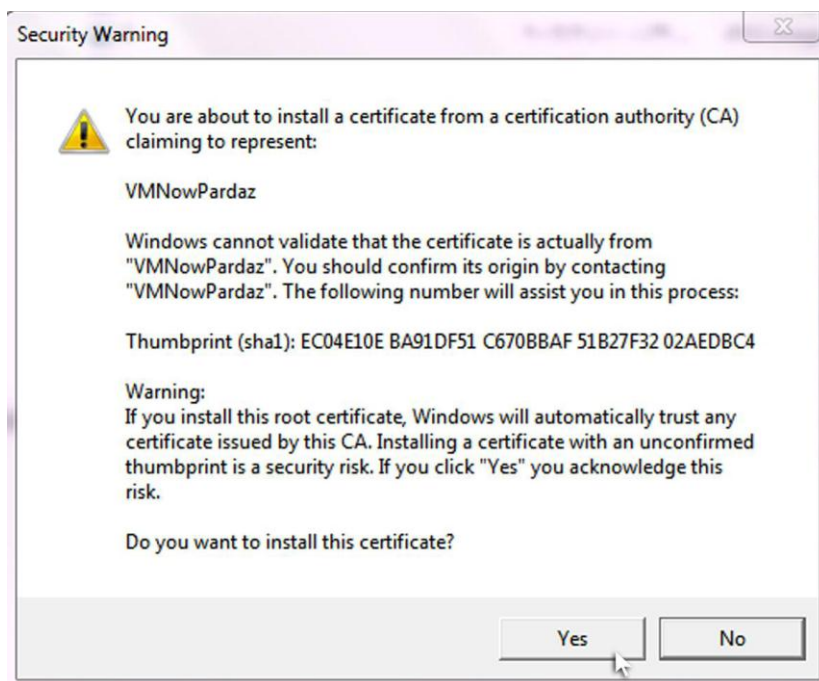 Security Warning
You are about to install a certificate from a certification authority (CA)
claiming to represent:
VMNowPardaz
Windows cannot validate that the certificate is actually from
"VMNowPardaz". You should confirm its origin by contacting
"VMNowPardaz". The following number will assist you in this process:
Thumbprint (sha1): EC04E10E BA91DF51 C670BBAF 51B27F32 02AEDBC4
Warning:
If you install this root certificate, Windows will automatically trust any
certificate issued by this CA. Installing a certificate with an unconfirmed
thumbprint is a security risk. If you click "Yes" you acknowledge this
risk.
Do you want to install this certificate?
Yes No